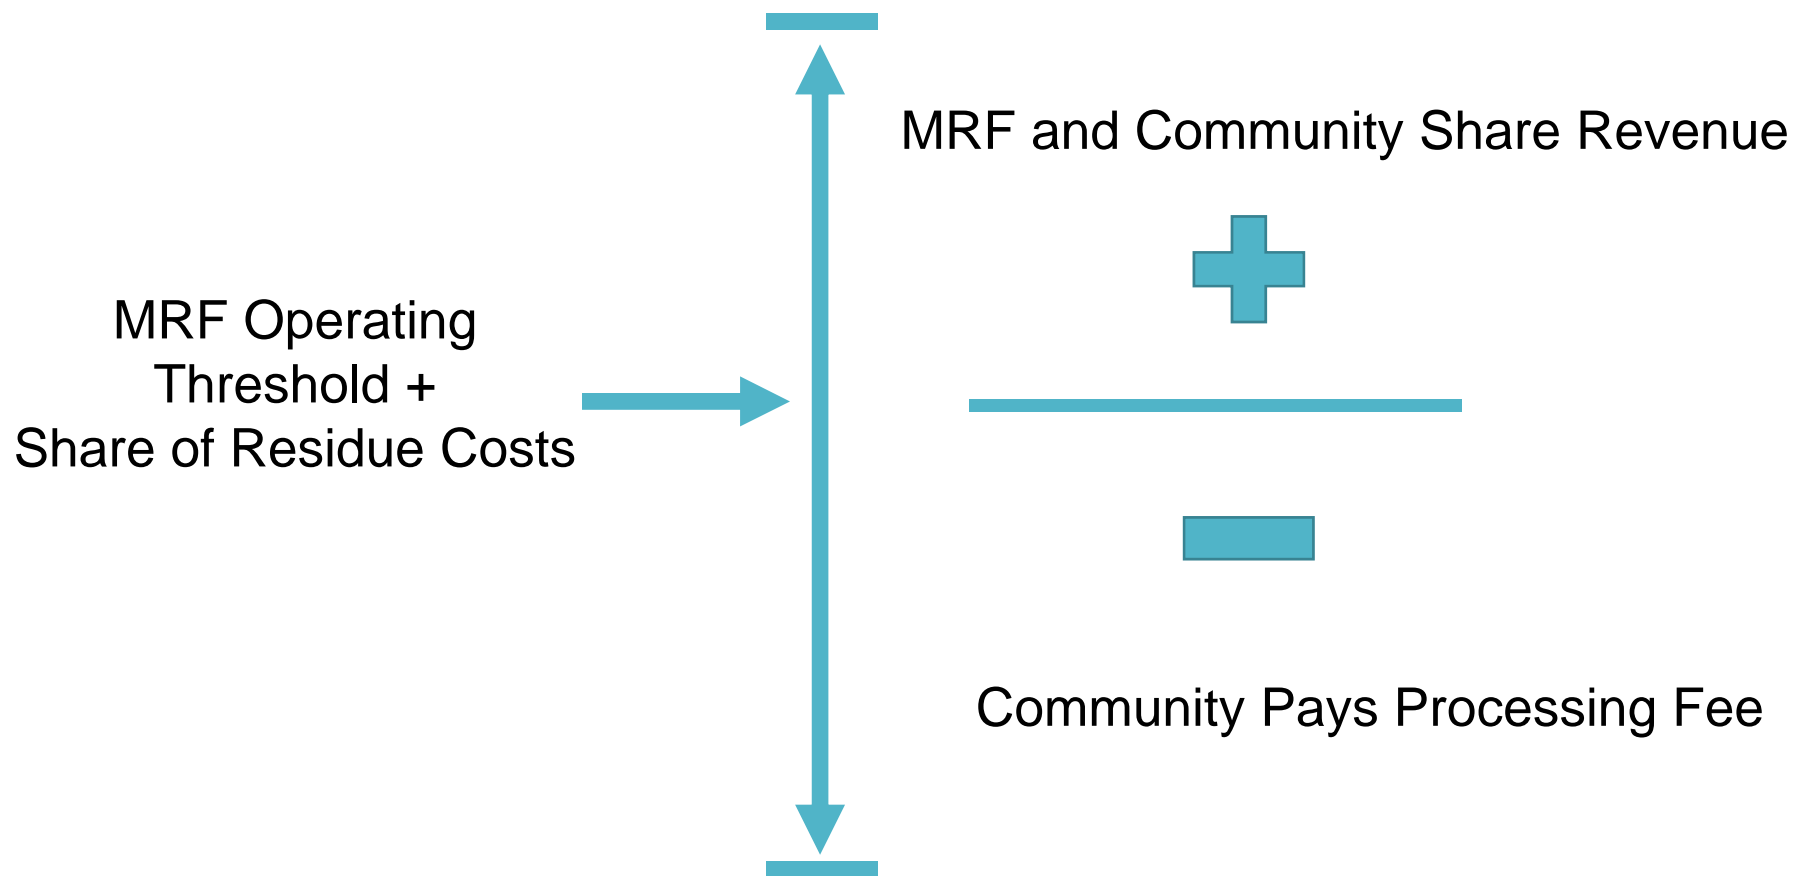 MRF and Community Share Revenue
MRF Operating
Threshold +
Share of Residue Costs
Community Pays Processing Fee